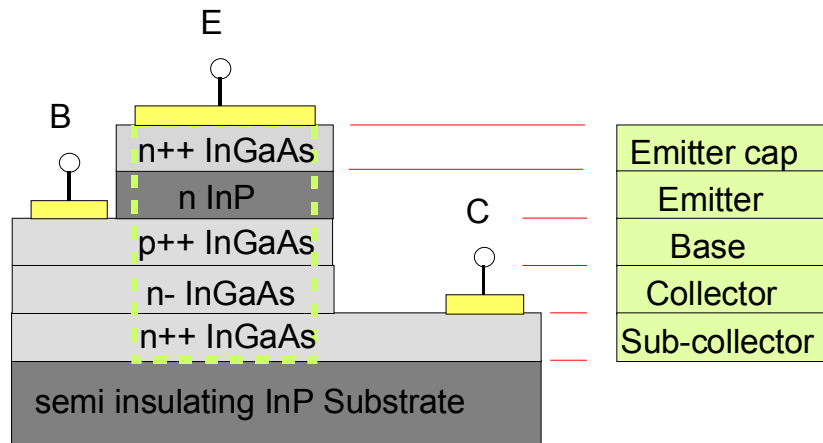 E
B
n++ InGaAs
Emitter cap
n InP
Emitter
C
p++ InGaAs
Base
n- InGaAs
Collector
n++ InGaAs
Sub-collector
semi insulating InP Substrate